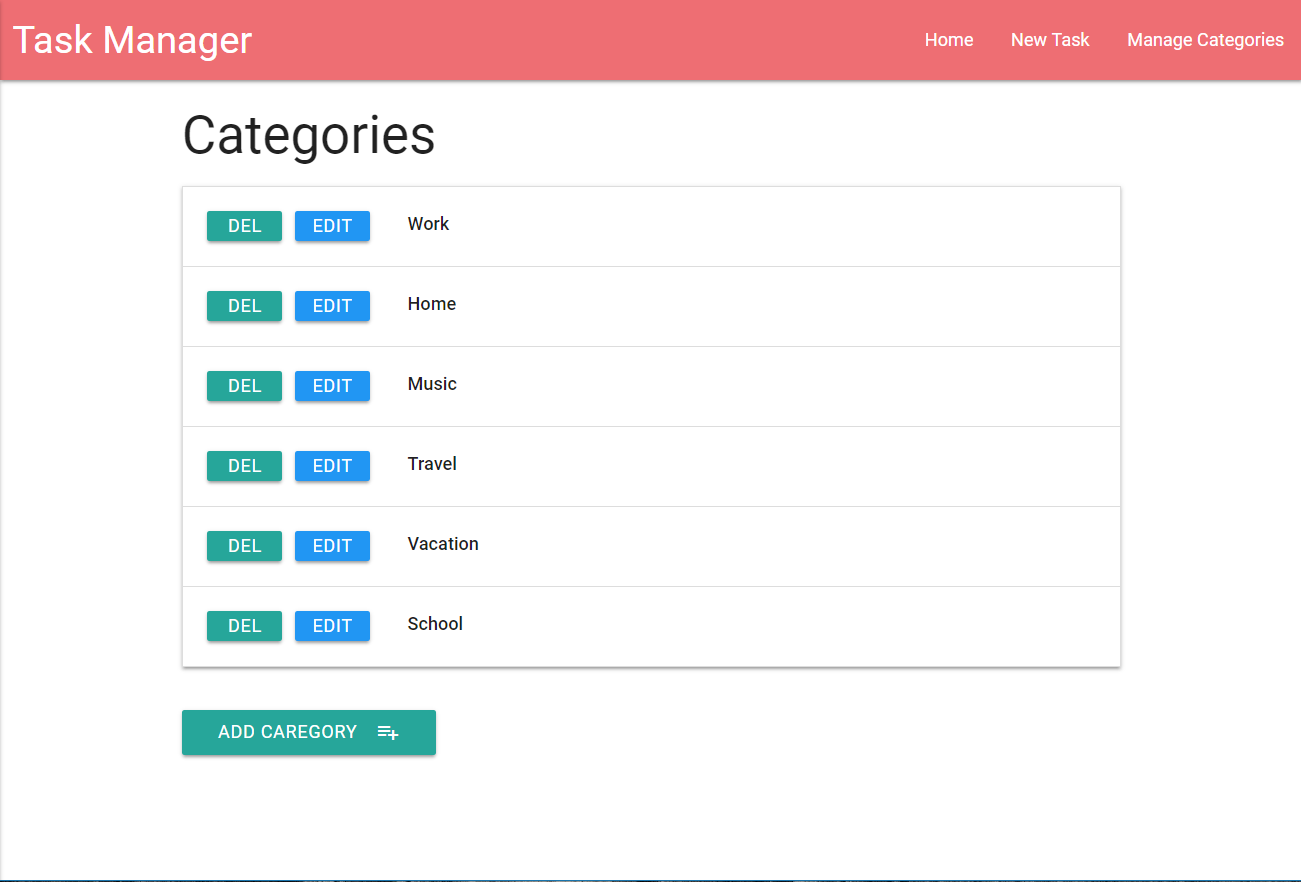 Task Manager Home New Task Manage Categories
Categories
DEL EDIT Work
DEL EDIT Home
DEL EDIT Music
DEL EDIT Travel
DEL EDIT Vacation
DEL EDIT School
ADD CAREGORY